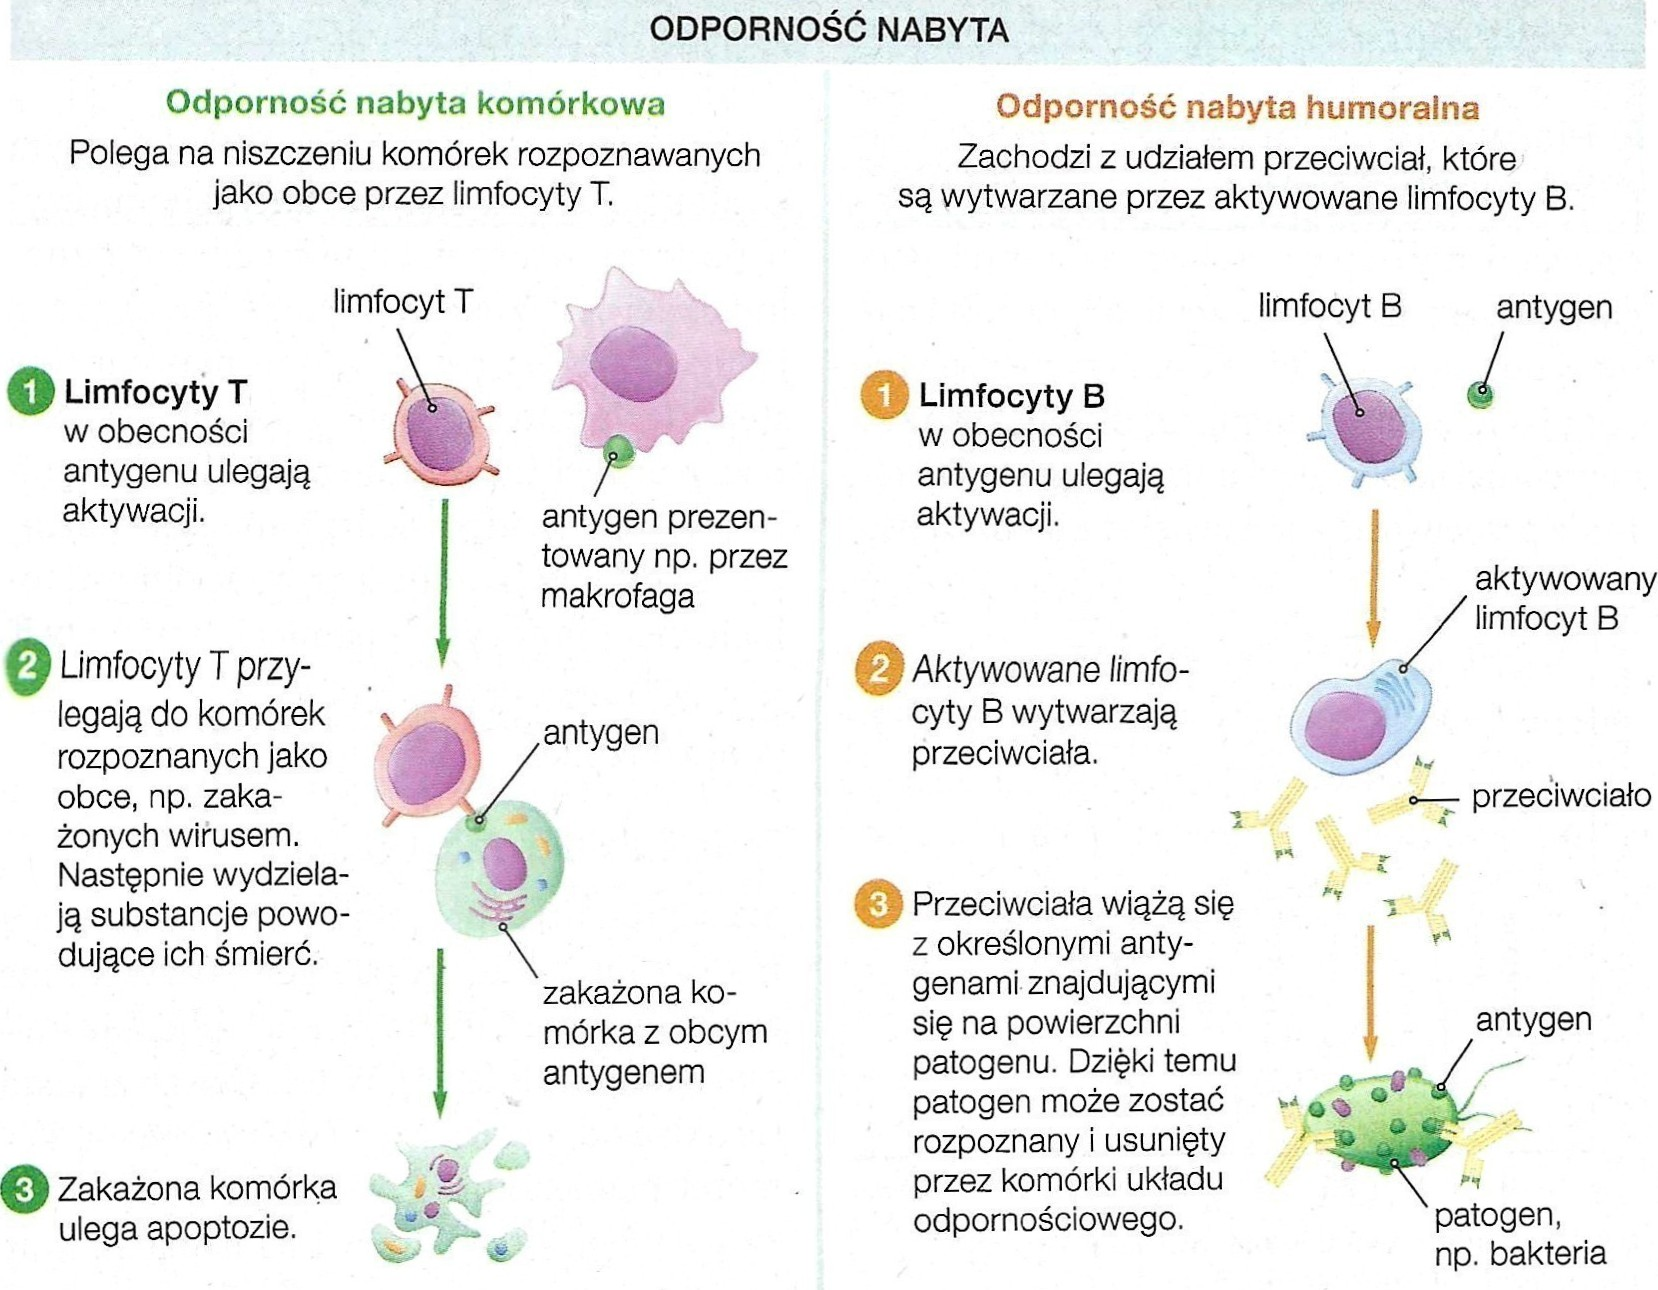 ODPORNOŚĆ NABYTA
Odporność nabyta komórkowa
Polega na niszczeniu komórek rozpoznawanych
jako obce przez limfocyty T.
limfocyt T
1 Limfocyty T
w obecności
antygenu ulegają
aktywacji.
antygen prezen-
towany np. przez
makrofaga
2 Limfocyty T przy-
legają do komórek
rozpoznanych jako
obce, np. zaka-
żonych wirusem.
Następnie wydziela-
ją substancje powo-
dujące ich śmierć.
antygen
zakażona ko-
mórka z obcym
antygenem
3 Zakażona komórka
ulega apoptozie.
Odporność nabyta humoralna
Zachodzi z udziałem przeciwciał, które
są wytwarzane przez aktywowane limfocyty B.
limfocyt B
antygen
1 Limfocyty B
w obecności
antygenu ulegają
aktywacji.
aktywowany
limfocyt B
2 Aktywowane limfo-
cyty B wytwarzają
przeciwciała.
przeciwciało
3 Przeciwciała wiążą się
z określonymi anty-
genami znajdującymi
się na powierzchni
patogenu. Dzięki temu
patogen może zostać
rozpoznany i usunięty
przez komórki układu
odpornościowego.
antygen
patogen,
np. bakteria